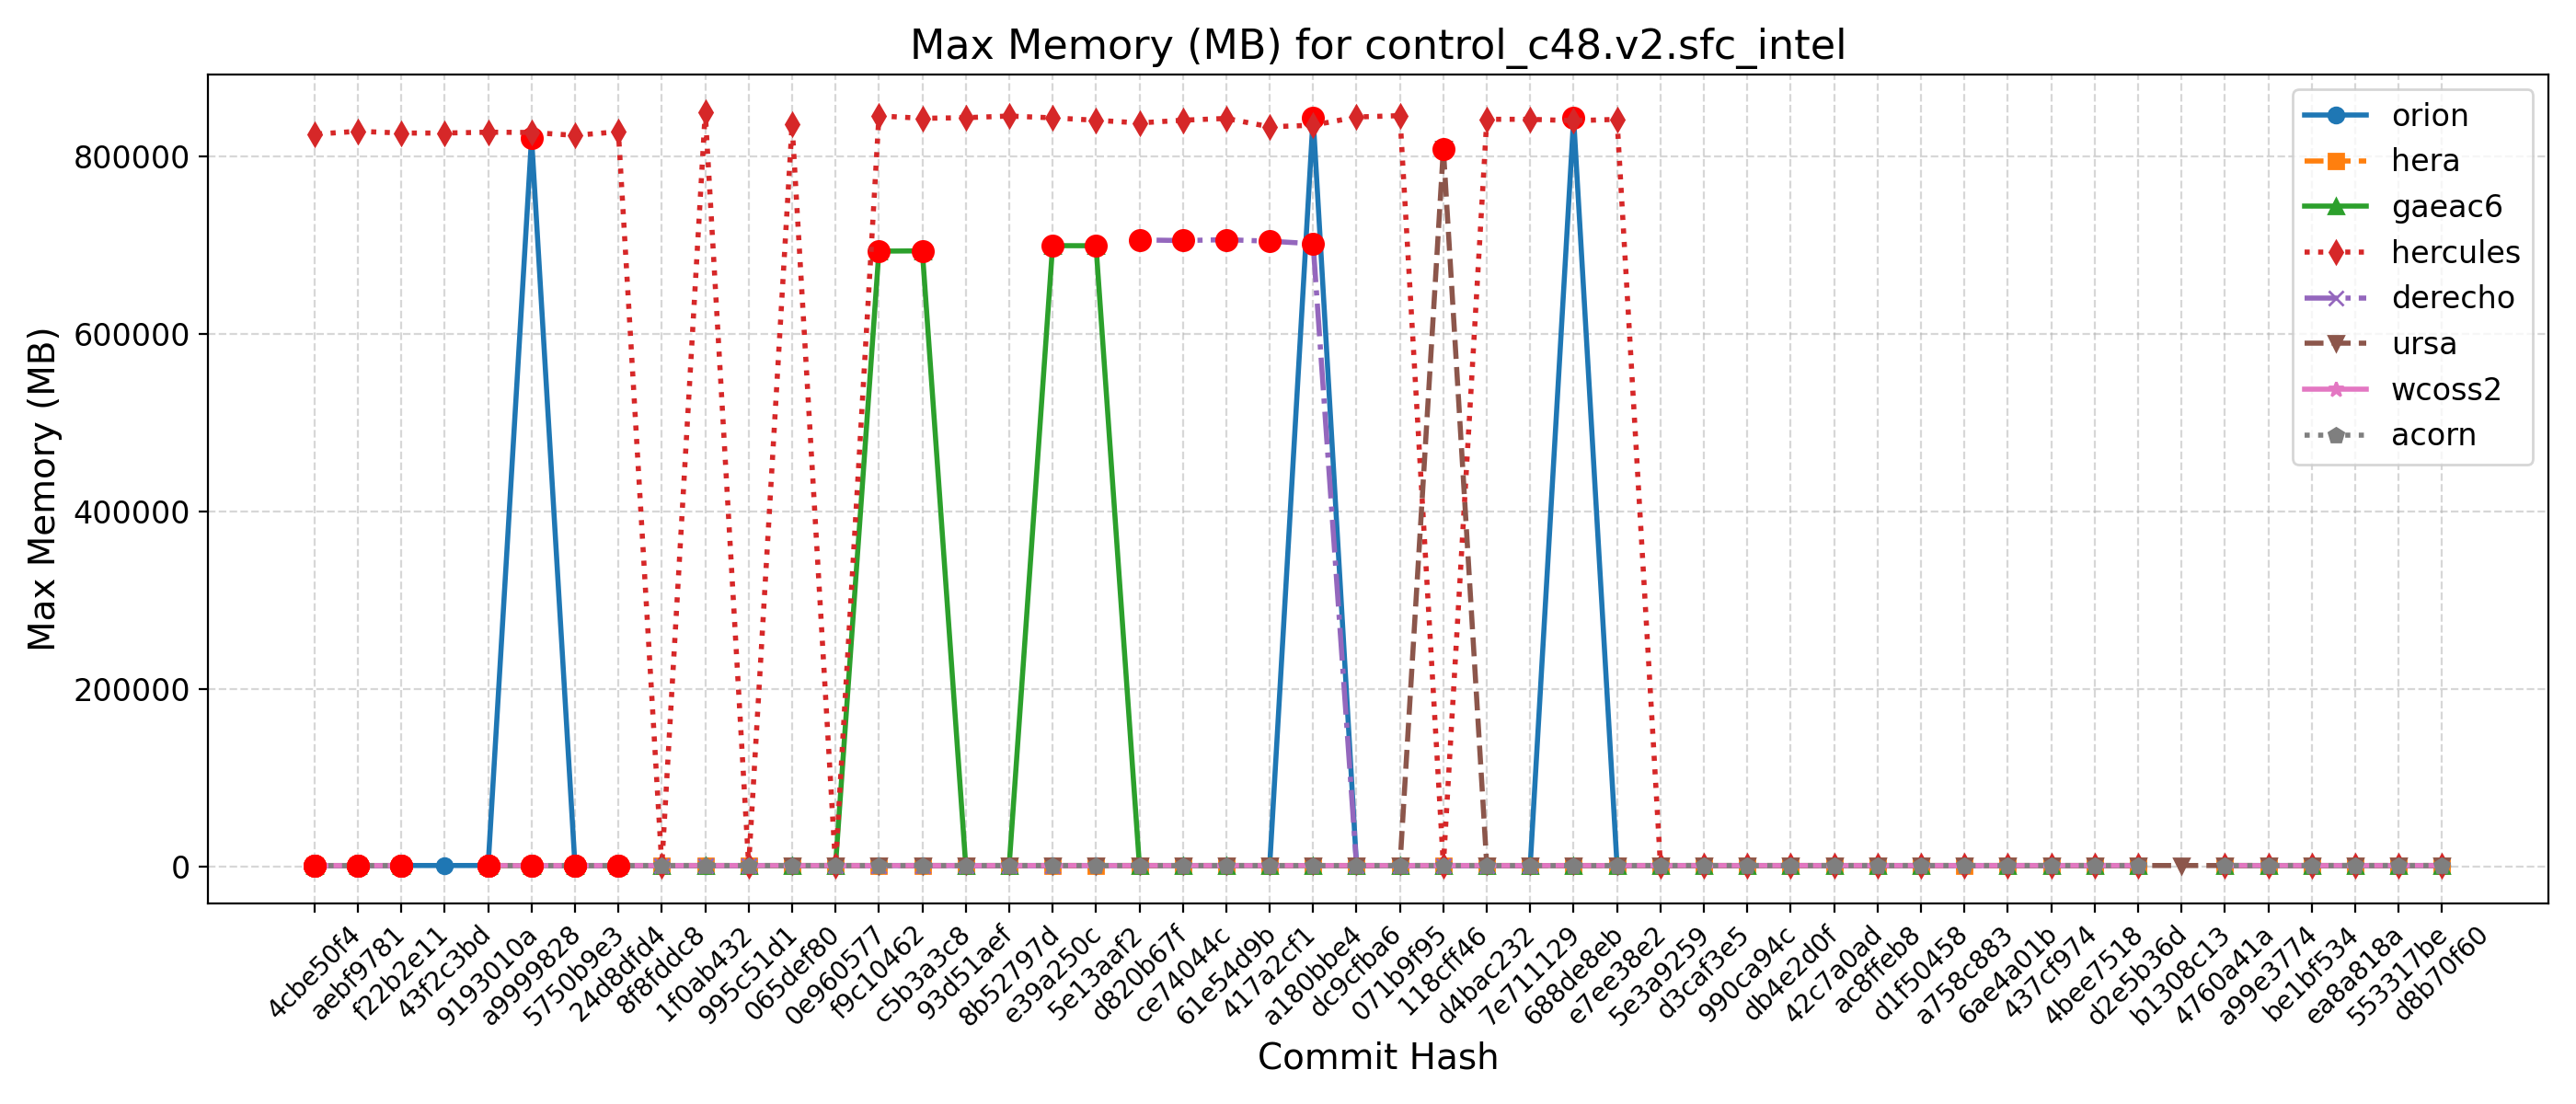 Max Memory (MB) for control_c48.v2.sfc_intel
Max Memory (MB)
800000
600000
400000
200000
0
orion
hera
gaeac6
hercules
derecho
ursa
wcoss2
acorn
4cbe50f4
aebf9781
f22b2e11
43f2c3bd
9193010a
a9999828
5750b9e3
24d8dfd4
8f8fddc8
1f0ab432
995c51d1
065def80
0e960577
f9c10462
c5b3a3c8
93d51aef
8b52797d
e39a250c
5e13aaf2
d820b67f
ce74044c
61e54d9b
417a2cf1
a180bbe4
dc9cfba6
071b9f95
118cff46
d4bac232
7e711129
688de8eb
e7ee38e2
5e3a9259
d3caf3e5
990ca94c
db4e2d0f
42c7a0ad
ac8ffeb8
d1f50458
a758c883
6ae4a01b
437cf974
4bee7518
d2e5b36d
b1308c13
4760a41a
a99e3774
be1bf534
ea8a818a
553317be
d8b70f60
Commit Hash